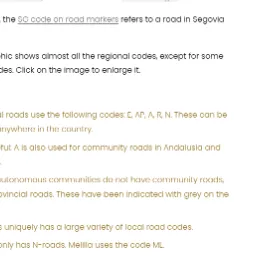 the SG code on road markers refers to a road in Segovia
hic shows almost all the regional codes, except for some
des. Click on the image to enlarge it.
l roads use the following codes: E, AP, A, R, N. These can be
nywhere in the country.
ful: A is also used for community roads in Andalusia and
utonomous communities do not have community roads,
ovincial roads. These have been indicated with grey on the
s uniquely has a large variety of local road codes.
only has N-roads. Melilla uses the code ML.